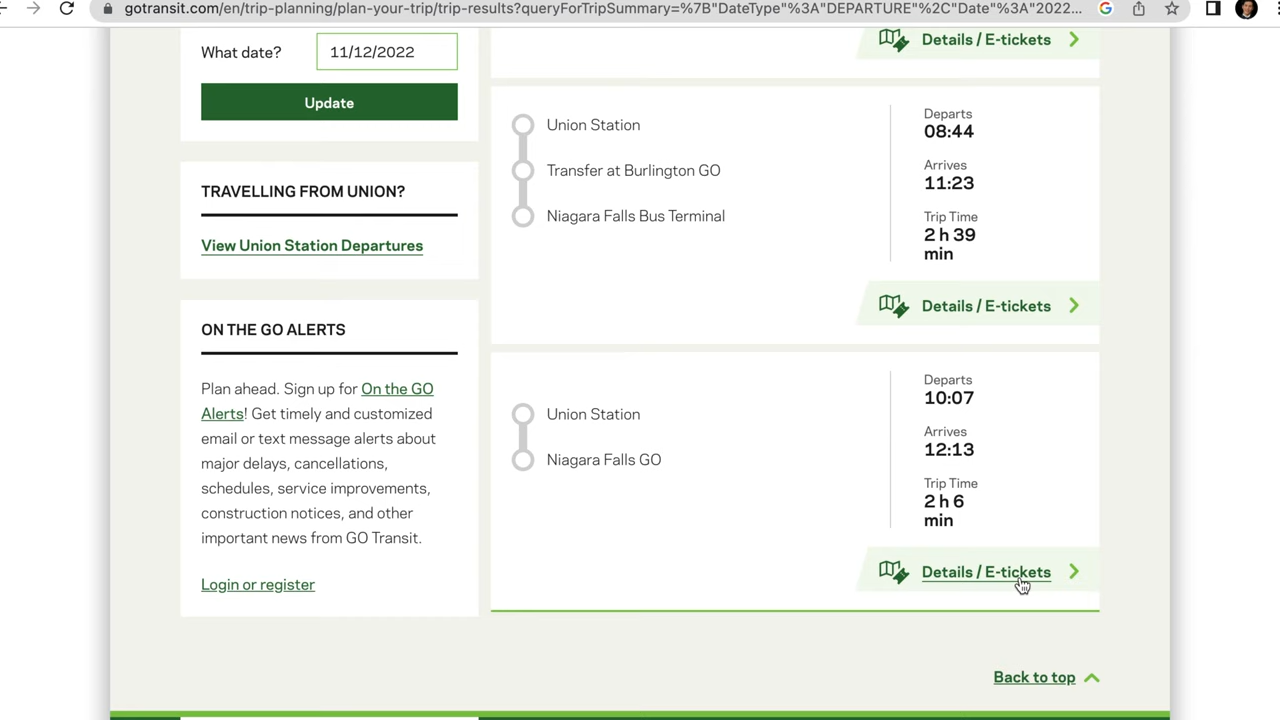 gotransit.com/en/trip-planning/plan-your-trip/trip-results?queryForTripSummary=%7B"DateType"%3A"DEPARTURE"%2C"Date"%3A"2022...
What date?
11/12/2022
Update
TRAVELLING FROM UNION?
View Union Station Departures
ON THE GO ALERTS
Plan ahead. Sign up for On the GO
Alerts! Get timely and customized
email or text message alerts about
major delays, cancellations,
schedules, service improvements,
construction notices, and other
important news from GO Transit.
Login or register
Details / E-tickets
Union Station
Transfer at Burlington GO
Niagara Falls Bus Terminal
Departs
08:44
Arrives
11:23
Trip Time
2 h 39
min
Details / E-tickets
Union Station
Niagara Falls GO
Departs
10:07
Arrives
12:13
Trip Time
2 h 6
min
Details / E-tickets
Back to top